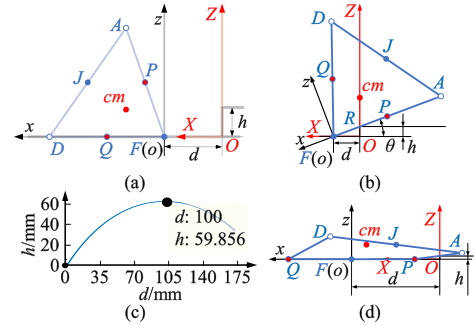 z
Z
D
A
J
P
cm
h
x
D
Q
F(o)
X
O
d
(a)
D
Z
J
Q
z
cm
A
R
P
X
θ
h
x
F(o)
d
O
(b)
h/mm
60
40
20
0
d: 100
h: 59.856
0
35
70
105
140
175
d/mm
(c)
z
Z
D
cm
J
A
x
Q
F(o)
X
P
O
d
h
(d)